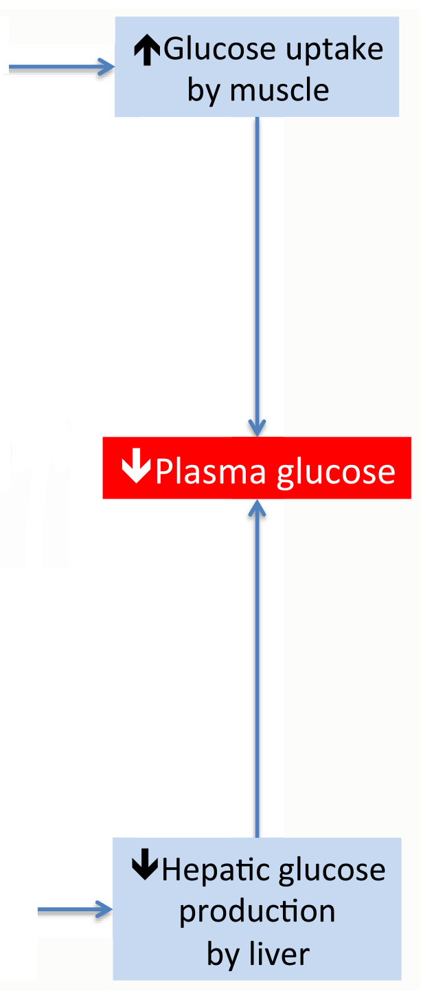 🡹Glucose uptake
by muscle
🡻Plasma glucose
🡻Hepatic glucose
production
by liver